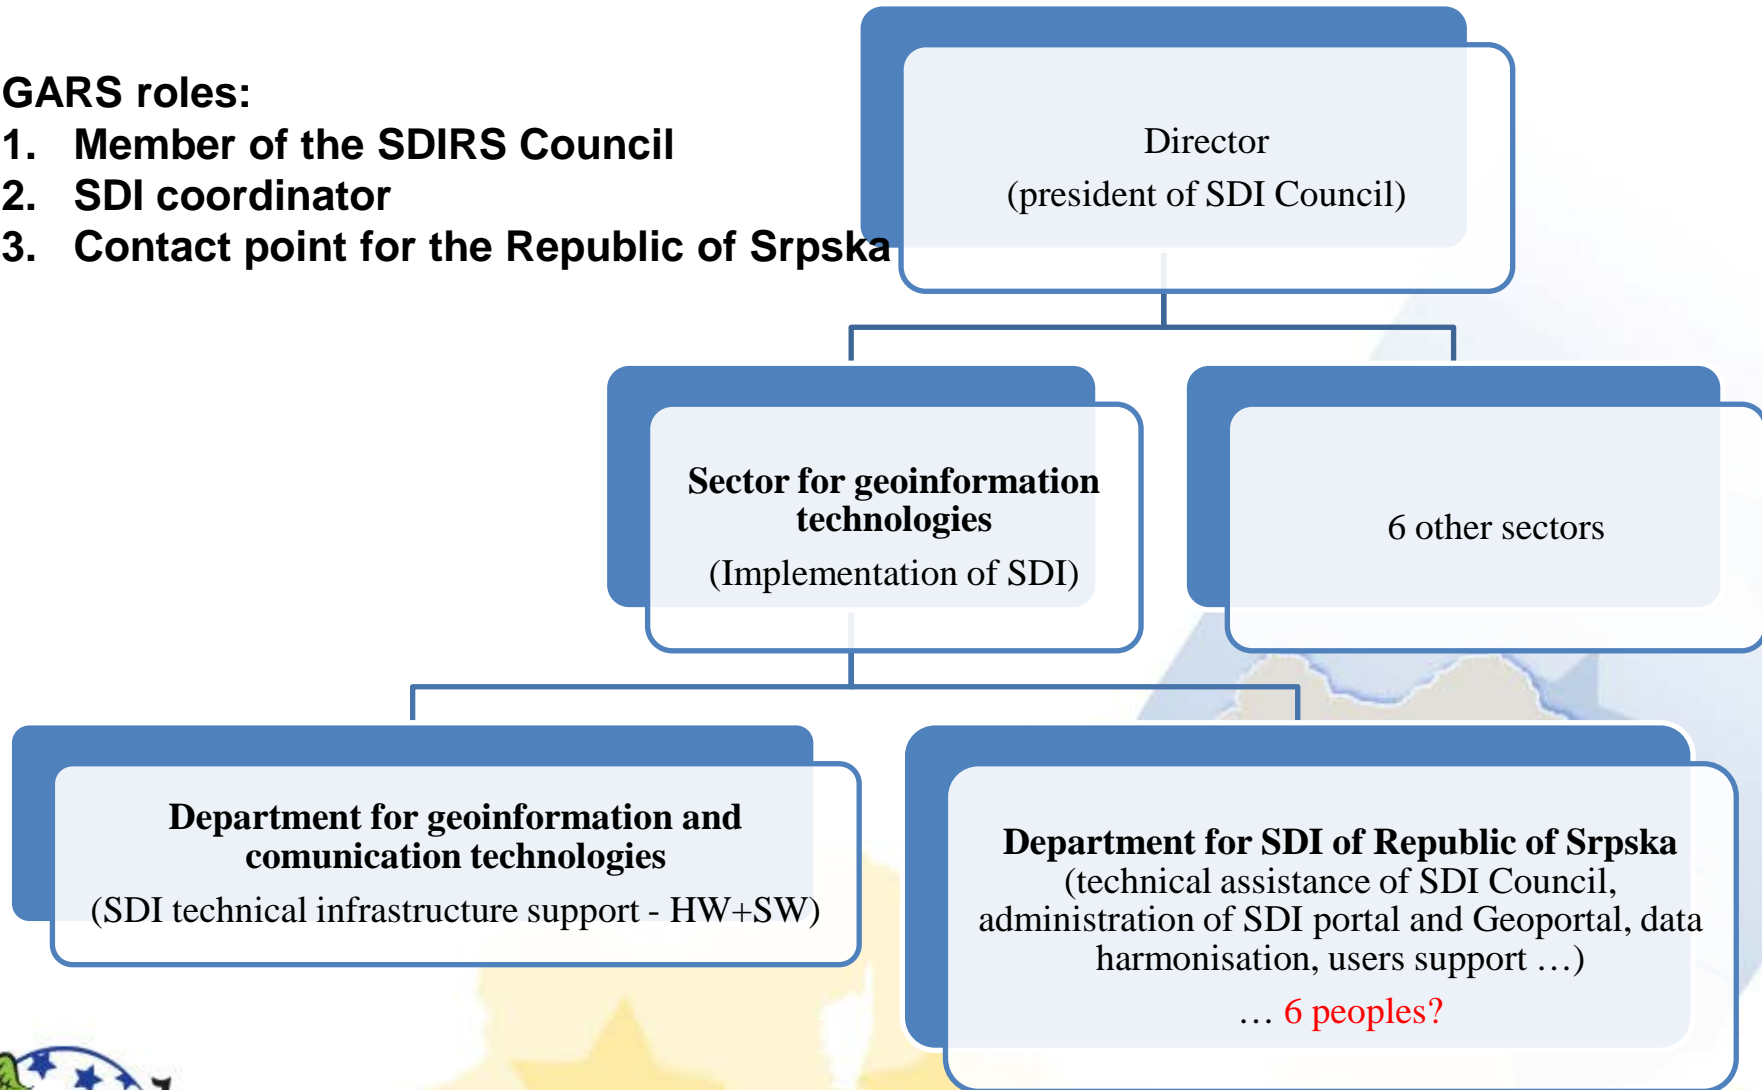 GARS roles:
1. Member of the SDIRS Council
2. SDI coordinator
3. Contact point for the Republic of Srpska
Director
(president of SDI Council)
Sector for geoinformation
technologies
(Implementation of SDI)
6 other sectors
Department for geoinformation and
comunication technologies
(SDI technical infrastructure support - HW+SW)
Department for SDI of Republic of Srpska
(technical assistance of SDI Council,
administration of SDI portal and Geoportal, data
harmonisation, users support …)
… 6 peoples?